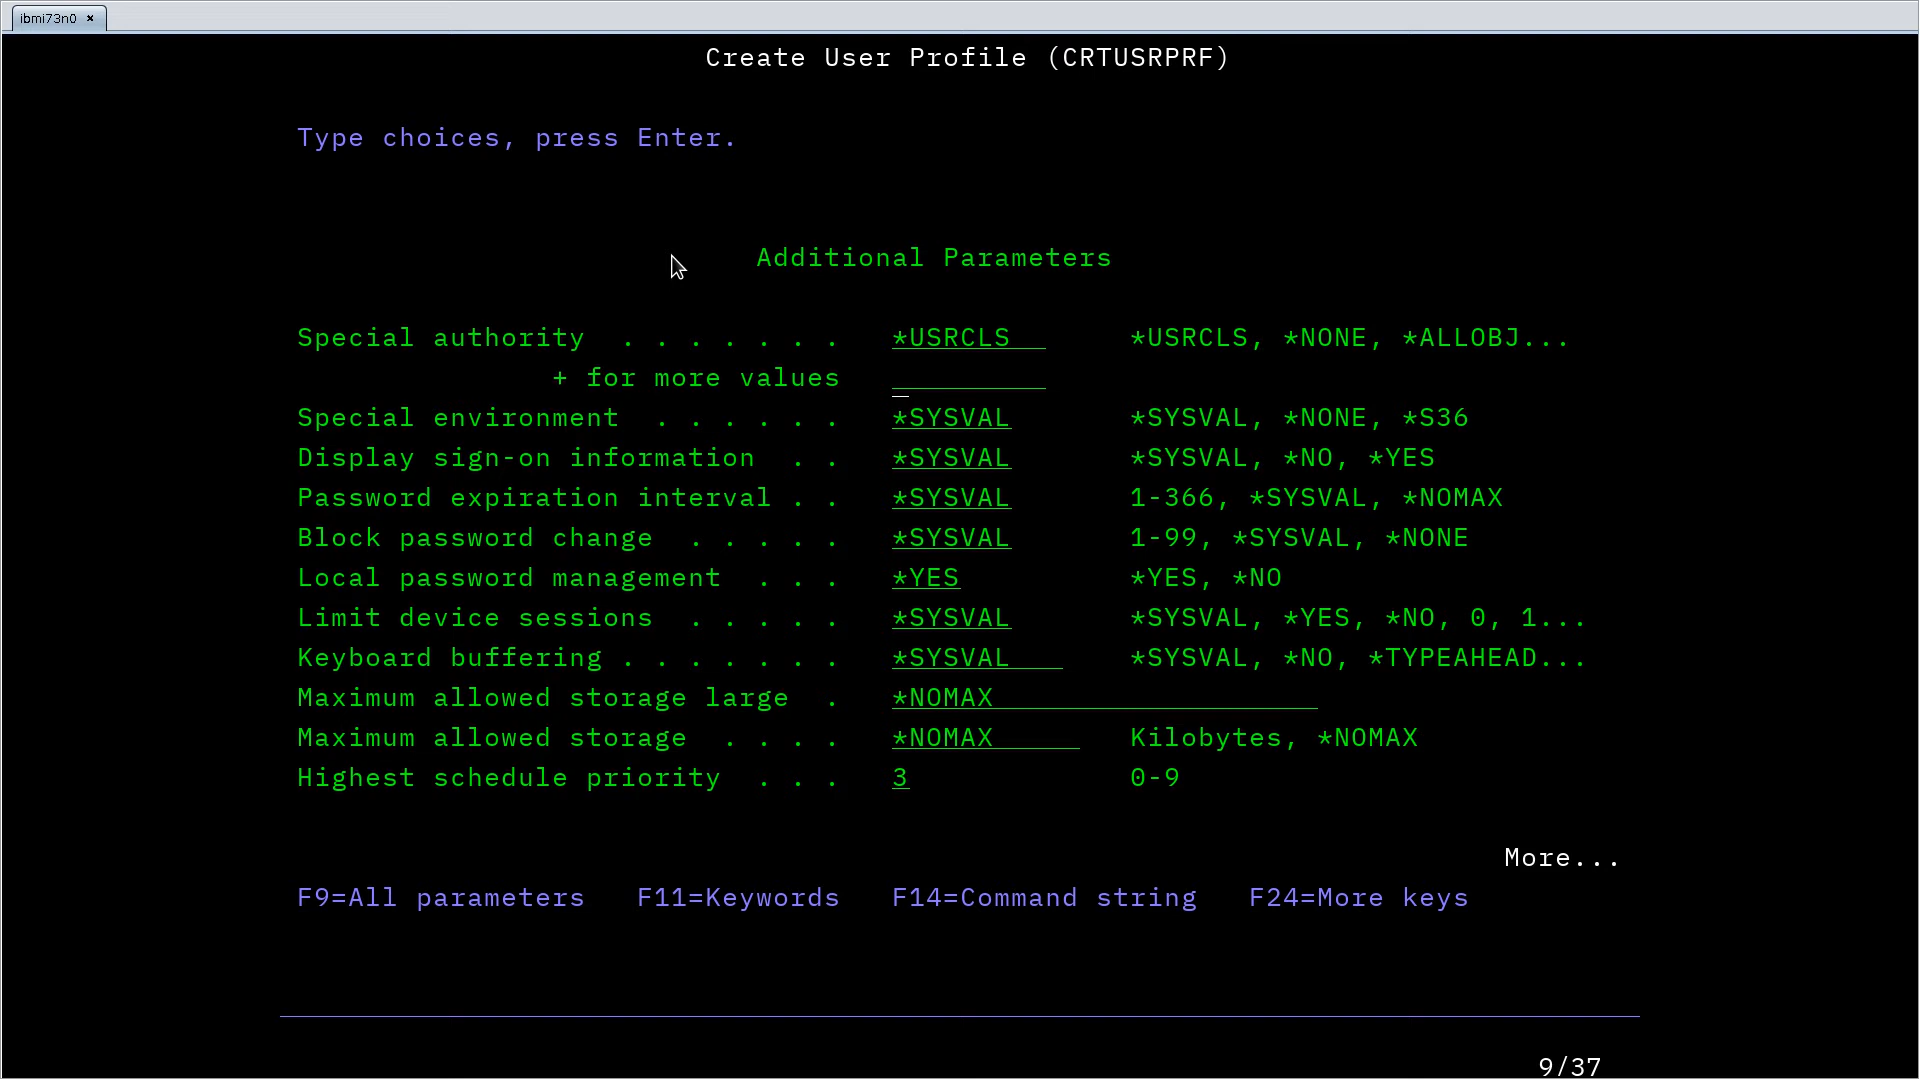 ibmi73n0 ×
Create User Profile (CRTUSRPRF)
Type choices, press Enter.
Additional Parameters
Special authority . . . . . . . *USRCLS *USRCLS, *NONE, *ALLOBJ...
+ for more values
Special environment . . . . . . *SYSVAL *SYSVAL, *NONE, *S36
Display sign-on information . . *SYSVAL *SYSVAL, *NO, *YES
Password expiration interval . . *SYSVAL 1-366, *SYSVAL, *NOMAX
Block password change . . . . . *SYSVAL 1-99, *SYSVAL, *NONE
Local password management . . . *YES *YES, *NO
Limit device sessions . . . . . *SYSVAL *SYSVAL, *YES, *NO, 0, 1...
Keyboard buffering . . . . . . . *SYSVAL *SYSVAL, *NO, *TYPEAHEAD...
Maximum allowed storage large . *NOMAX
Maximum allowed storage . . . . *NOMAX Kilobytes, *NOMAX
Highest schedule priority . . . 3 0-9
More...
F9=All parameters F11=Keywords F14=Command string F24=More keys
9/37